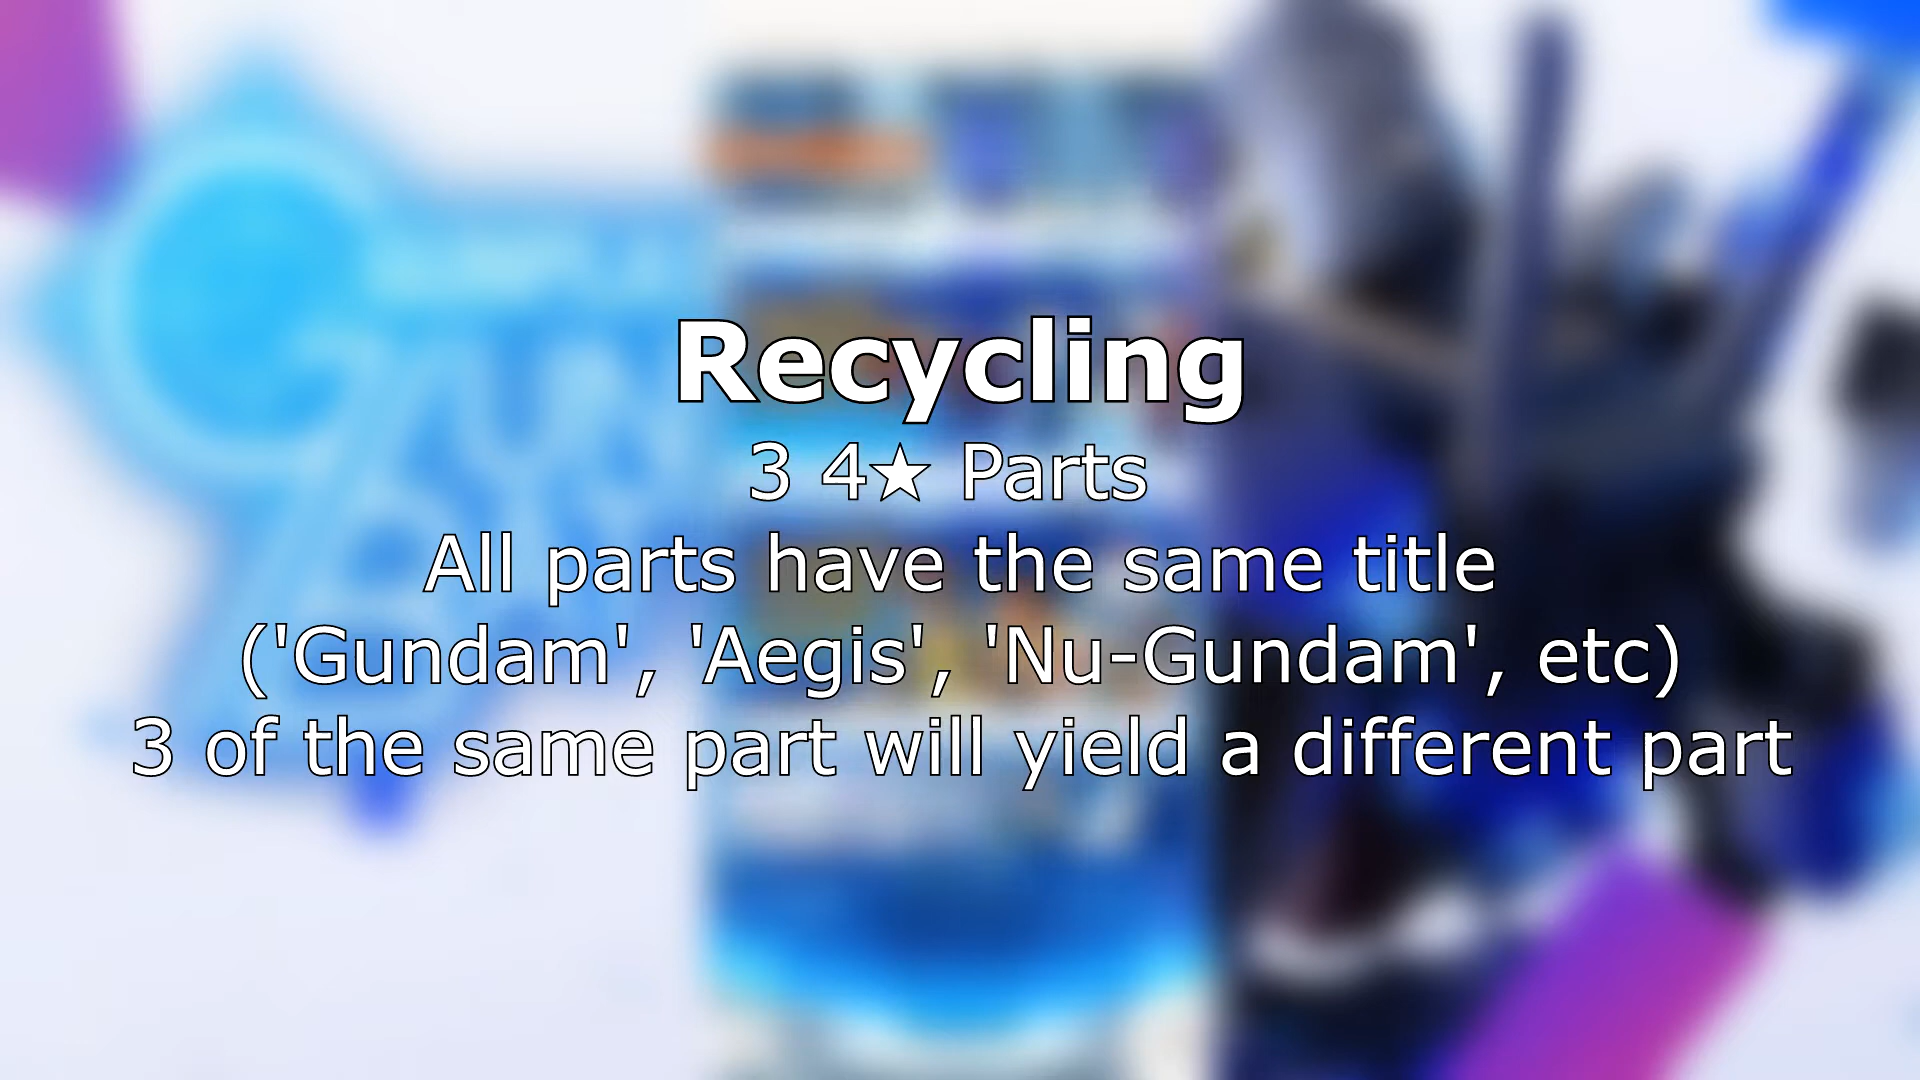 Recycling
3 4★ Parts
All parts have the same title
('Gundam', 'Aegis', 'Nu-Gundam', etc)
3 of the same part will yield a different part